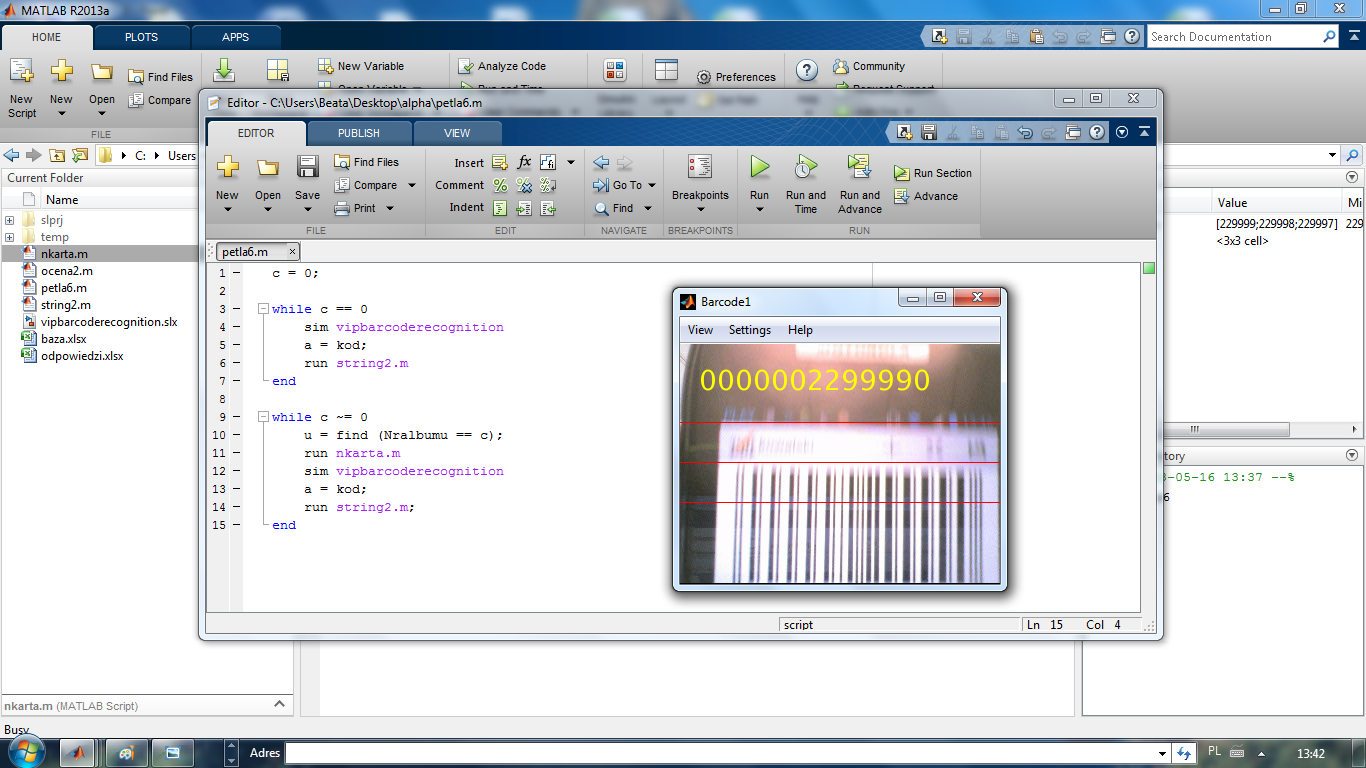 MATLAB R2013a
HOME PLOTS APPS
Search Documentation
New Script
New
Open
Find Files
Compare
New Variable
Analyze Code
Run and Time
Preferences
Community
Request Support
FILE
C: Users
Current Folder
Name
slprj
temp
nkarta.m
ocena2.m
petla6.m
string2.m
vipbarcoderecognition.slx
baza.xlsx
odpowiedzi.xlsx
nkarta.m (MATLAB Script)
Busy
Editor - C:\Users\Beata\Desktop\alpha\petla6.m
EDITOR PUBLISH VIEW
New
Open
Save
Find Files
Compare
Print
Insert
Comment
Indent
Go To
Find
Breakpoints
Run
Run and Time
Run and Advance
Run Section
Advance
FILE EDIT NAVIGATE BREAKPOINTS RUN
petla6.m
1 c = 0;
2
3 while c == 0
4 sim vipbarcoderecognition
5 a = kod;
6 run string2.m
7 end
8
9 while c ~= 0
10 u = find (Nralbumu == c);
11 run nkarta.m
12 sim vipbarcoderecognition
13 a = kod;
14 run string2.m;
15 end
script
Ln 15 Col 4
Barcode1
View Settings Help
0000002299990
Value Mi
[229999;229998;229997] 229
<3x3 cell>
tory
-05-16 13:37 --%
6
Adres
PL
13:42